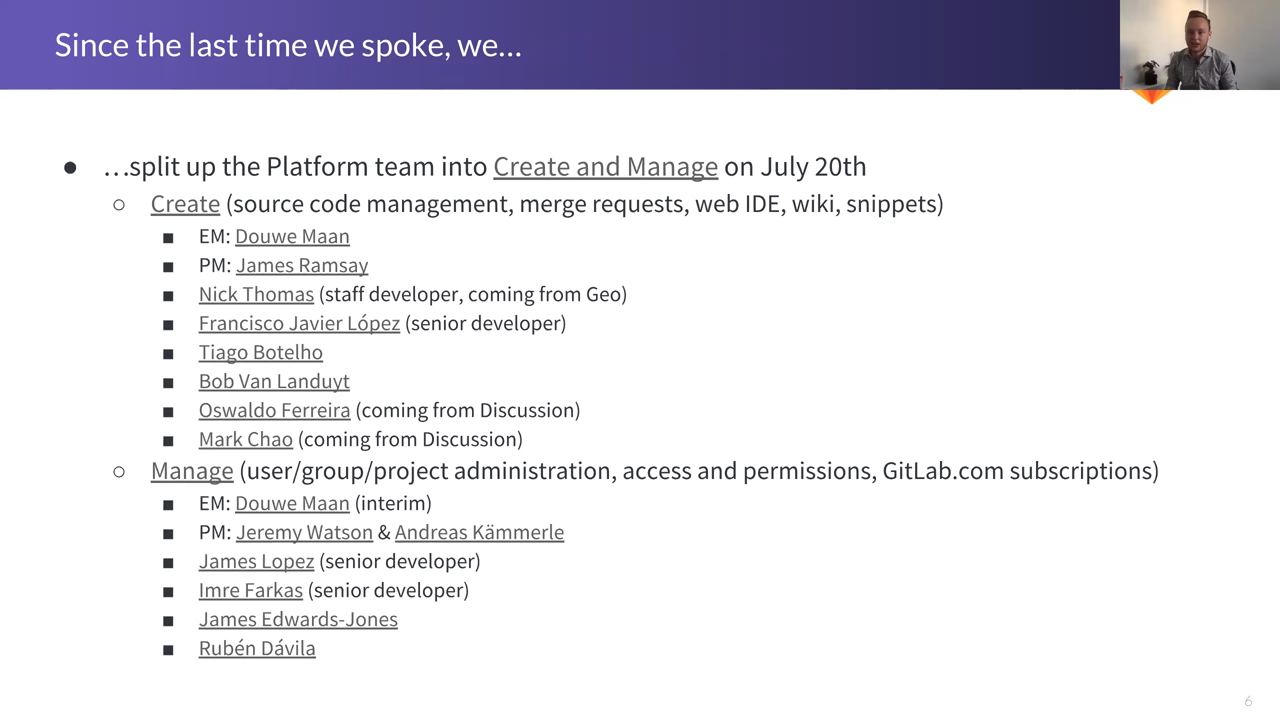 Since the last time we spoke, we...
● ...split up the Platform team into Create and Manage on July 20th
○ Create (source code management, merge requests, web IDE, wiki, snippets)
■ EM: Douwe Maan
■ PM: James Ramsay
■ Nick Thomas (staff developer, coming from Geo)
■ Francisco Javier López (senior developer)
■ Tiago Botelho
■ Bob Van Landuyt
■ Oswaldo Ferreira (coming from Discussion)
■ Mark Chao (coming from Discussion)
○ Manage (user/group/project administration, access and permissions, GitLab.com subscriptions)
■ EM: Douwe Maan (interim)
■ PM: Jeremy Watson & Andreas Kämmerle
■ James Lopez (senior developer)
■ Imre Farkas (senior developer)
■ James Edwards-Jones
■ Rubén Dávila
6